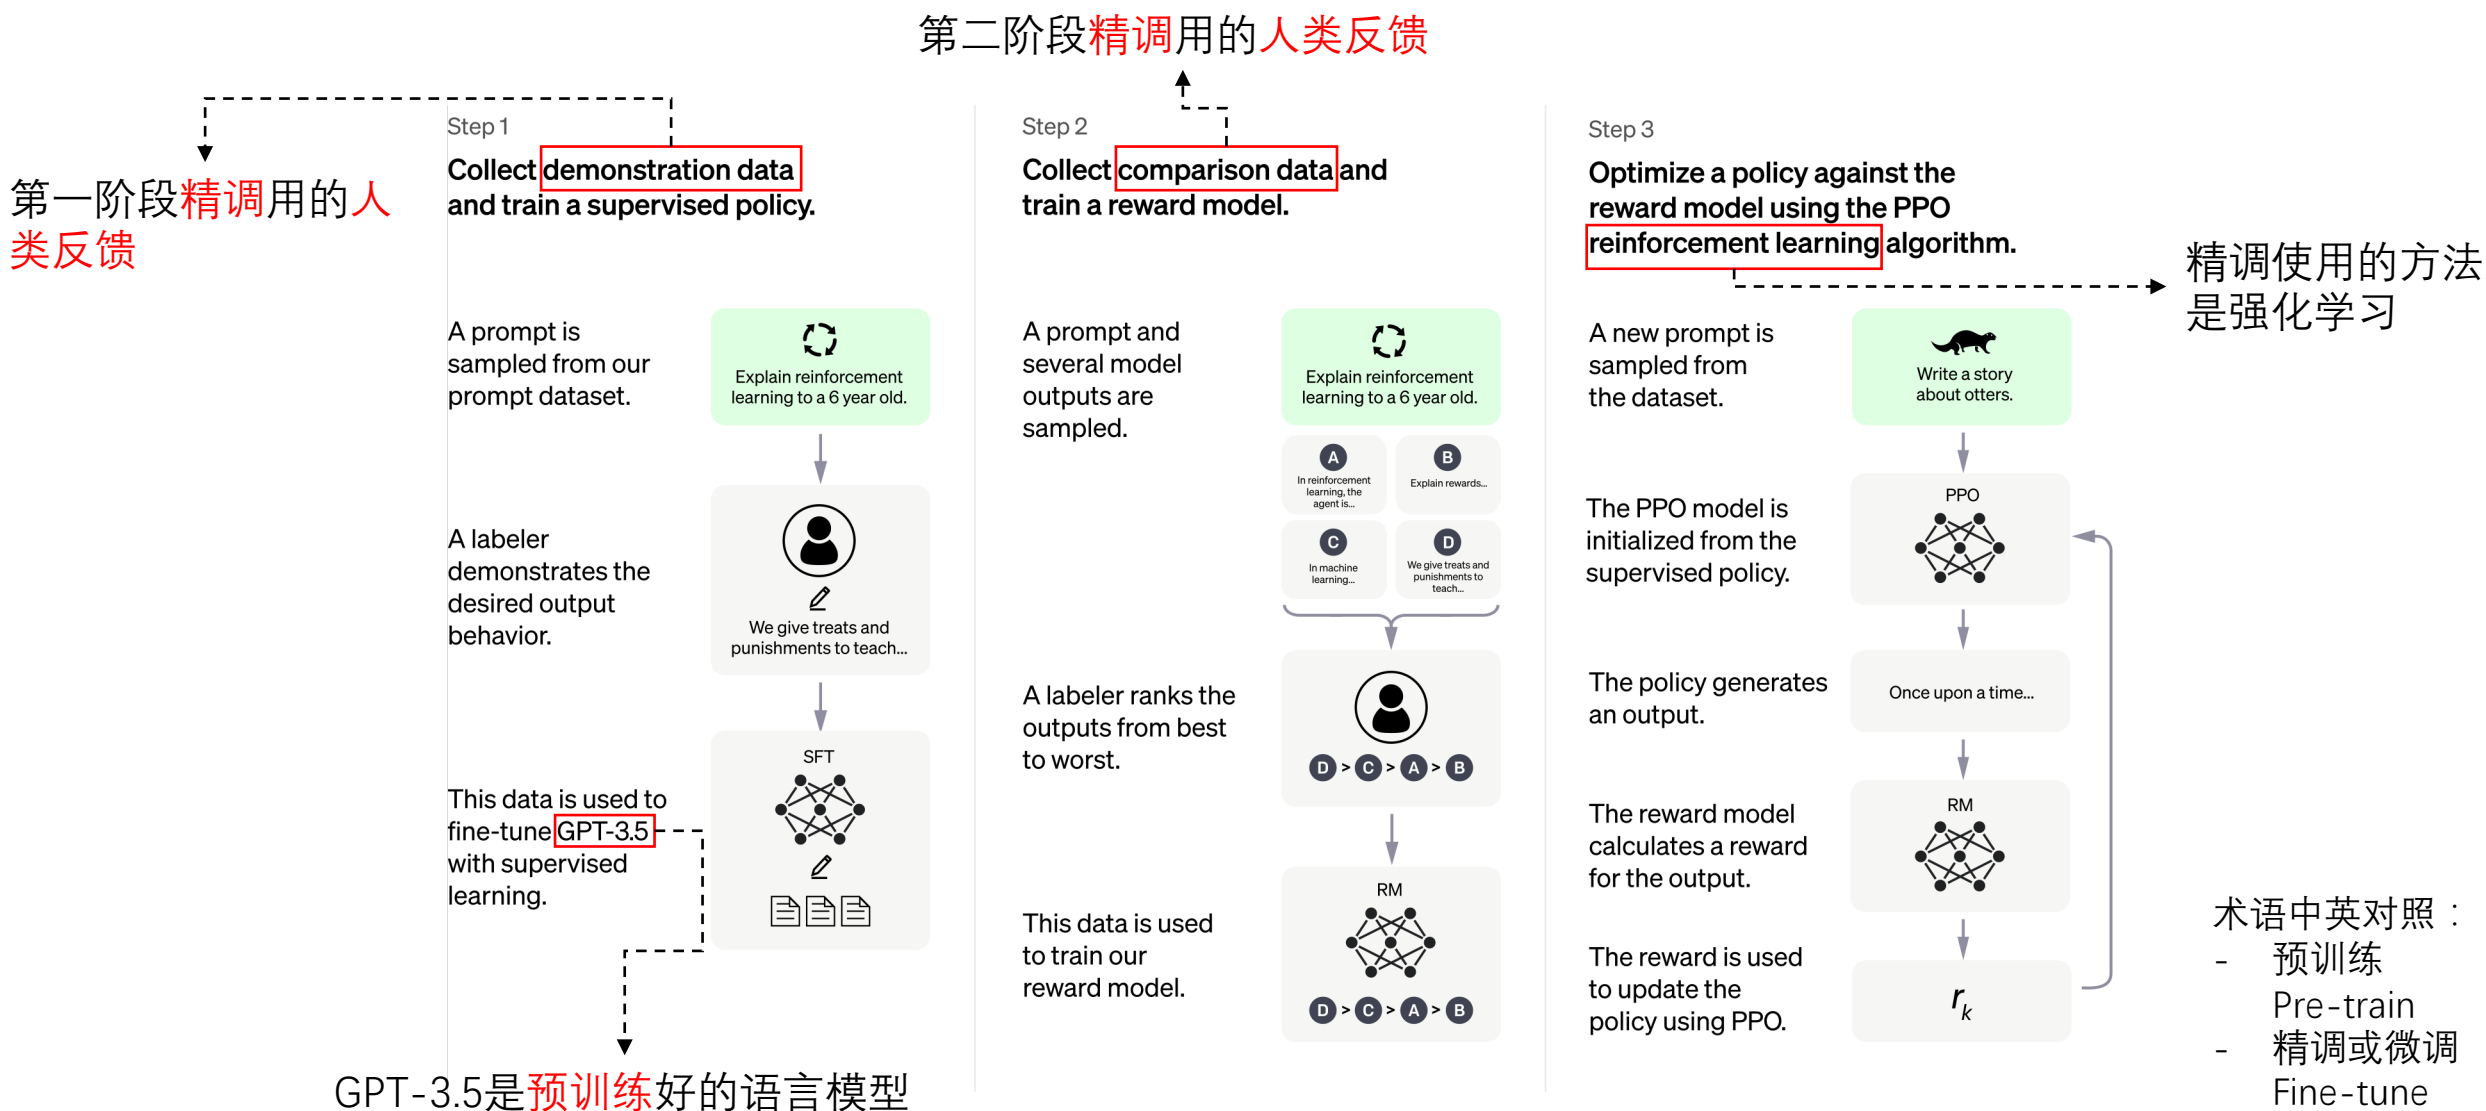 第二阶段精调用的人类反馈
第一阶段精调用的人
类反馈
Step 1
Collect demonstration data
and train a supervised policy.
A prompt is
sampled from our
prompt dataset.
Explain reinforcement
learning to a 6 year old.
A labeler
demonstrates the
desired output
behavior.
We give treats and
punishments to teach...
This data is used to
fine-tune GPT-3.5
with supervised
learning.
SFT
GPT-3.5是预训练好的语言模型
Step 2
Collect comparison data and
train a reward model.
A prompt and
several model
outputs are
sampled.
Explain reinforcement
learning to a 6 year old.
A
In reinforcement
learning, the
agent is...
B
Explain rewards...
C
In machine
learning...
D
We give treats and
punishments to
teach...
A labeler ranks the
outputs from best
to worst.
D > C > A > B
This data is used
to train our
reward model.
RM
D > C > A > B
Step 3
Optimize a policy against the
reward model using the PPO
reinforcement learning algorithm.
精调使用的方法
是强化学习
A new prompt is
sampled from
the dataset.
Write a story
about otters.
The PPO model is
initialized from the
supervised policy.
PPO
The policy generates
an output.
Once upon a time...
The reward model
calculates a reward
for the output.
RM
The reward is used
to update the
policy using PPO.
r_k
术语中英对照：
- 预训练
Pre-train
- 精调或微调
Fine-tune